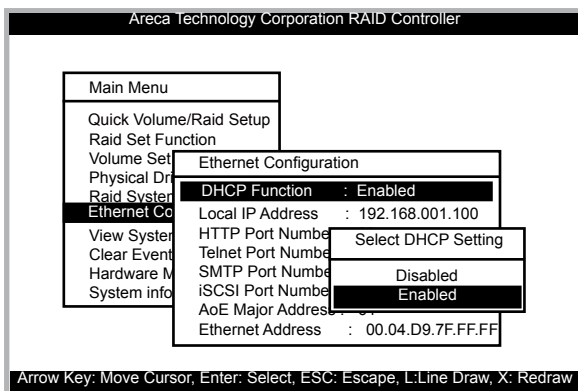 Areca Technology Corporation RAID Controller
Main Menu
Quick Volume/Raid Setup
Raid Set Function
Volume Set
Physical Dri
Raid System
Ethernet Co
View System
Clear Event
Hardware M
System info
Ethernet Configuration
DHCP Function : Enabled
Local IP Address : 192.168.001.100
HTTP Port Numbe
Telnet Port Numbe
SMTP Port Numbe
iSCSI Port Numbe
AoE Major Address :
Ethernet Address : 00.04.D9.7F.FF.FF
Select DHCP Setting
Disabled
Enabled
Arrow Key: Move Cursor, Enter: Select, ESC: Escape, L:Line Draw, X: Redraw